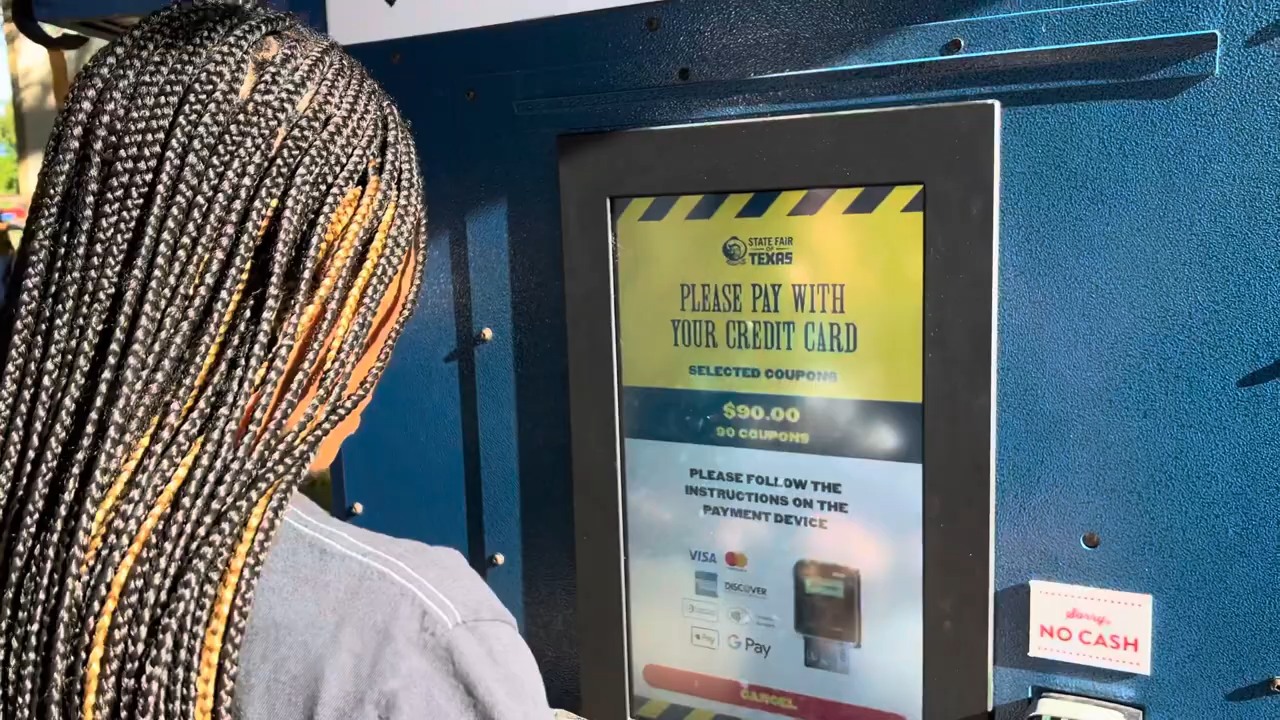 STATE FAIR
OF
TEXAS
PLEASE PAY WITH
YOUR CREDIT CARD
SELECTED COUPONS
$90.00
90 COUPONS
PLEASE FOLLOW THE
INSTRUCTIONS ON THE
PAYMENT DEVICE
VISA
DISCOVER
Pay
G Pay
CANCEL
Sorry,
NO CASH